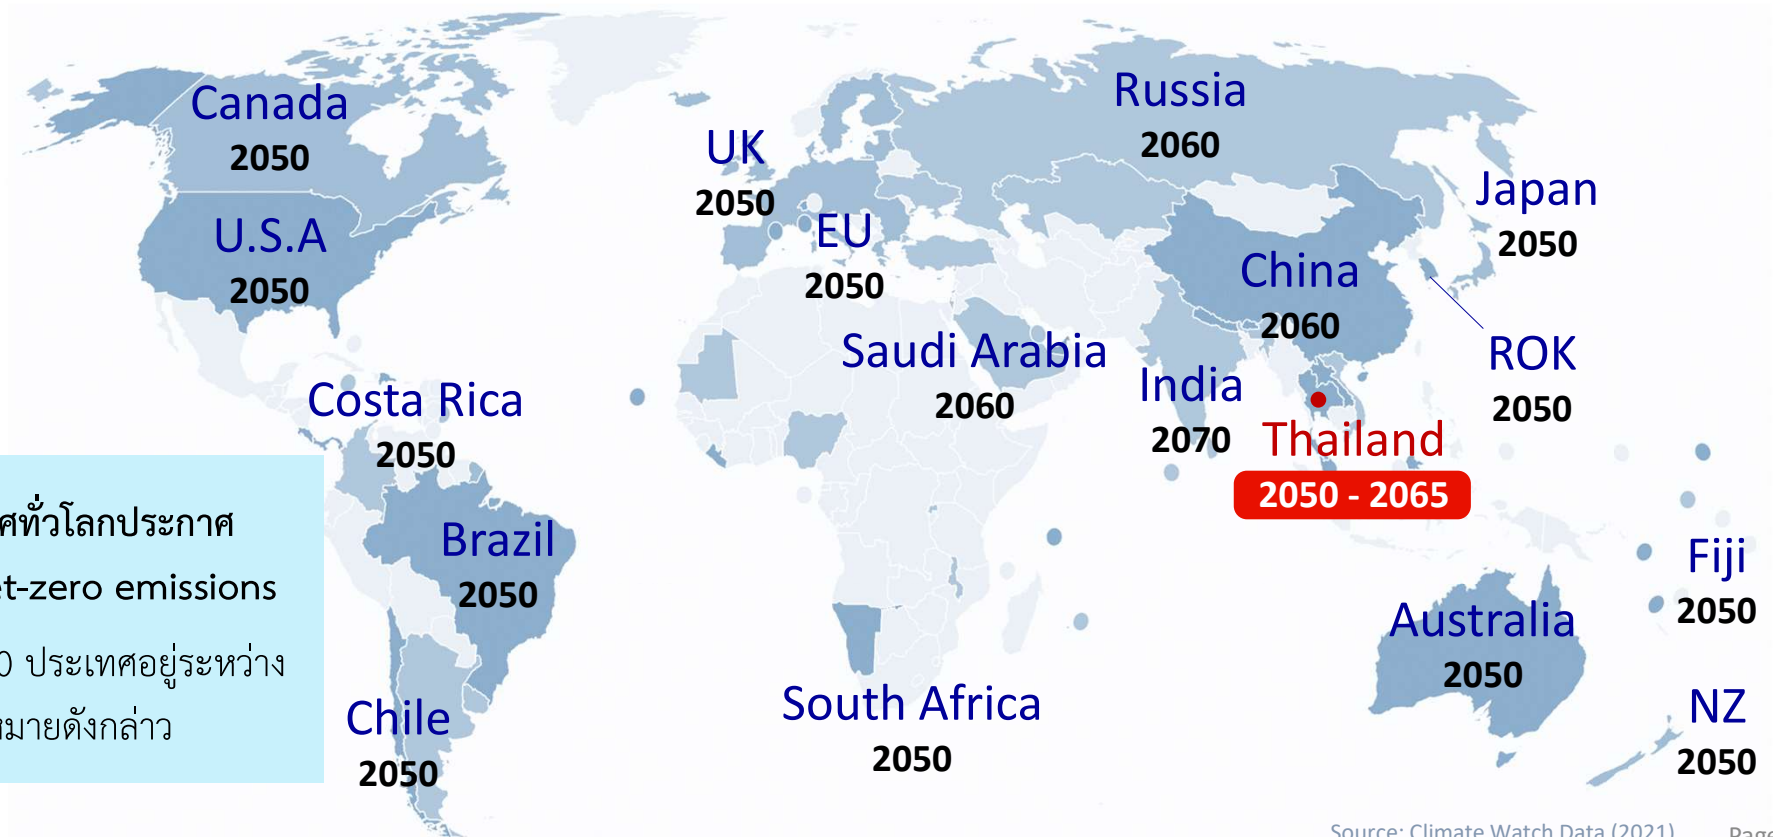 Canada
2050
U.S.A
2050
UK
2050
EU
2050
Russia
2060
Japan
2050
China
2060
ROK
2050
Saudi Arabia
2060
India
2070
Thailand
2050 - 2065
Costa Rica
2050
Brazil
2050
Chile
2050
South Africa
2050
Australia
2050
Fiji
2050
NZ
2050
ศทั่วโลกประกาศ
et-zero emissions
0 ประเทศอยู่ระหว่าง
หมายดังกล่าว
Source: Climate Watch Data (2021)
Page